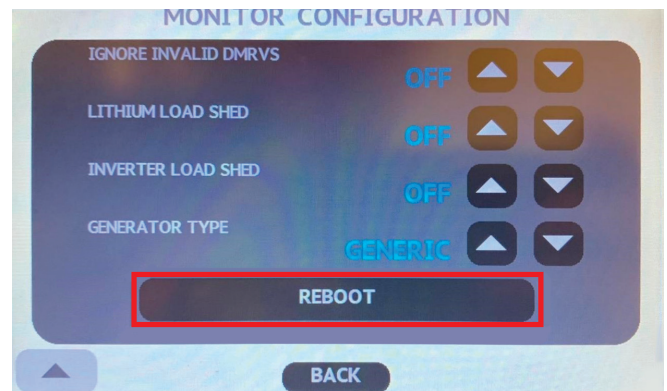 MONITOR CONFIGURATION
IGNORE INVALID DMRVS
OFF
LITHIUM LOAD SHED
OFF
INVERTER LOAD SHED
OFF
GENERATOR TYPE
GENERIC
REBOOT
BACK